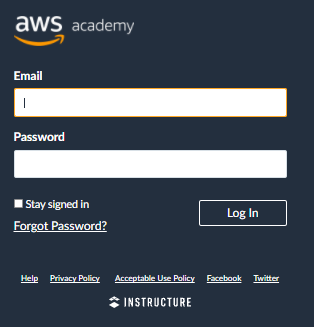 aws academy
Email
Password
Stay signed in
Log In
Forgot Password?
Help Privacy Policy Acceptable Use Policy Facebook Twitter
INSTRUCTURE